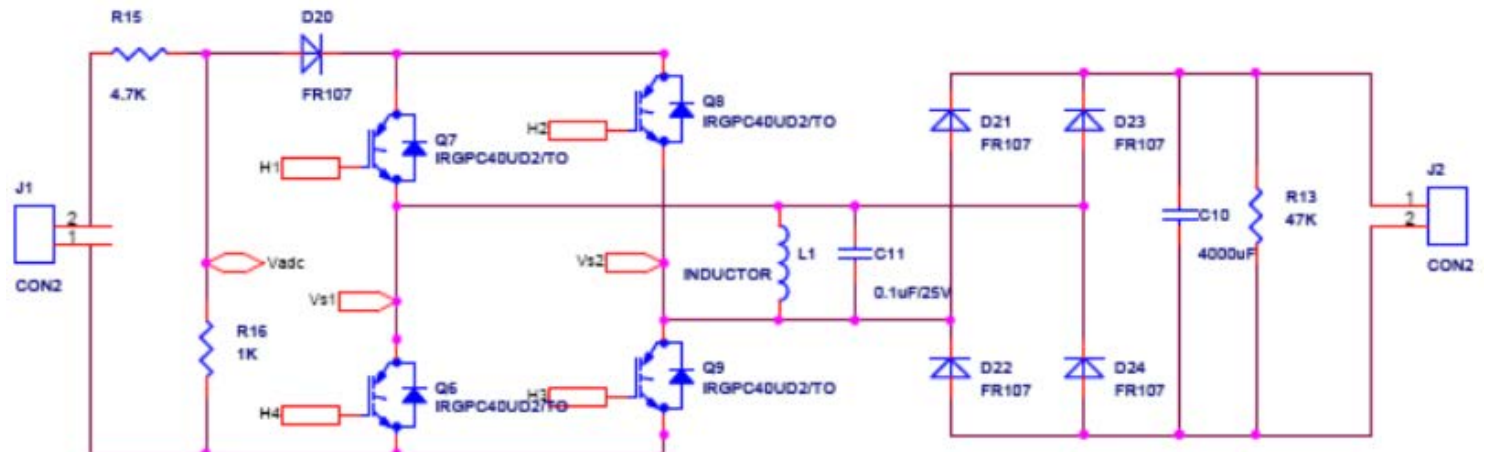 R15
4.7K
D20
FR107
Q7
IRGPC40UD2/TO
H1
Q8
IRGPC40UD2/TO
H2
J1
2
1
CON2
Vadc
Vs1
Vs2
R16
1K
Q6
IRGPC40UD2/TO
H4
Q9
IRGPC40UD2/TO
H3
L1
INDUCTOR
C11
0.1uF/25V
D21
FR107
D23
FR107
D22
FR107
D24
FR107
C10
4000uF
R13
47K
J2
1
2
CON2